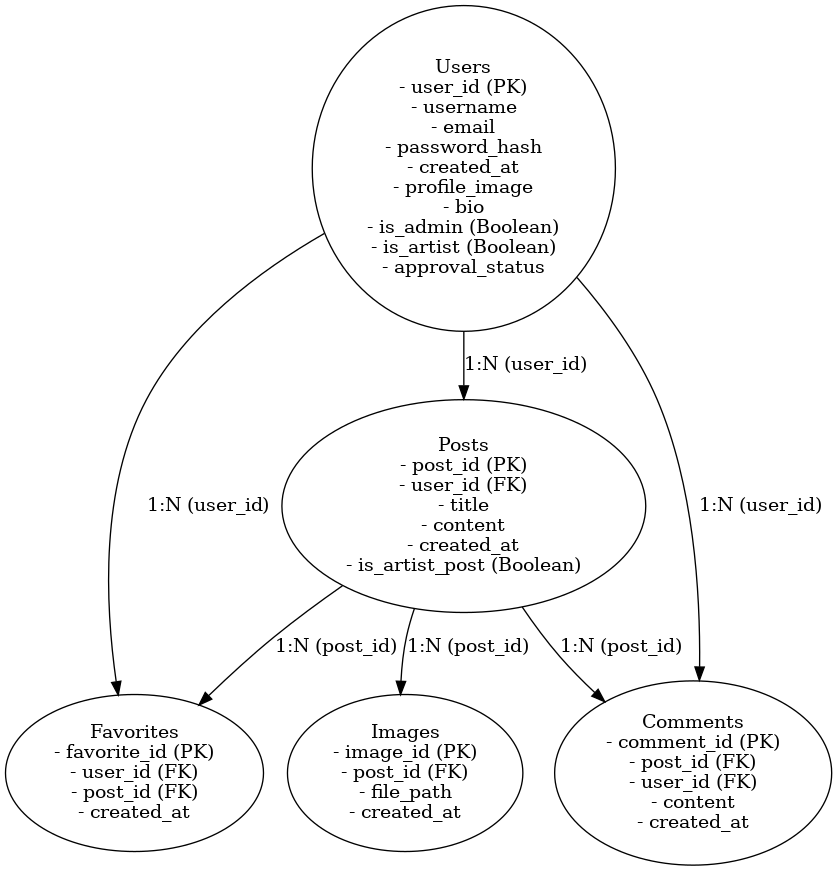 Users
- user_id (PK)
- username
- email
- password_hash
- created_at
- profile_image
- bio
- is_admin (Boolean)
- is_artist (Boolean)
- approval_status
1:N (user_id)
Posts
- post_id (PK)
- user_id (FK)
- title
- content
- created_at
- is_artist_post (Boolean)
1:N (user_id)
1:N (user_id)
1:N (post_id)
1:N (post_id)
1:N (post_id)
Favorites
- favorite_id (PK)
- user_id (FK)
- post_id (FK)
- created_at
Images
- image_id (PK)
- post_id (FK)
- file_path
- created_at
Comments
- comment_id (PK)
- post_id (FK)
- user_id (FK)
- content
- created_at